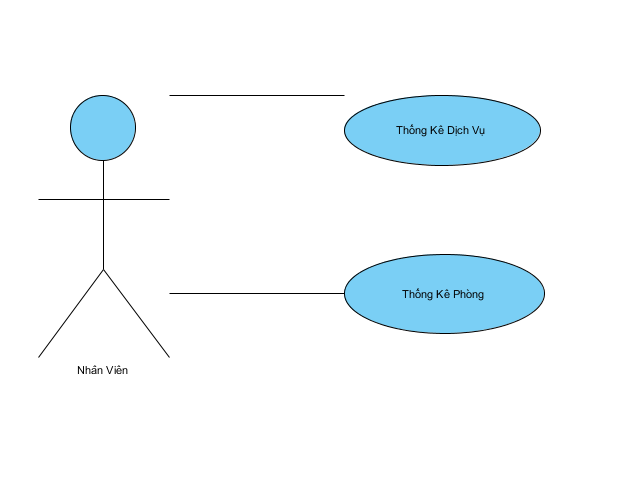 Thống Kê Dịch Vụ
Thống Kê Phòng
Nhân Viên